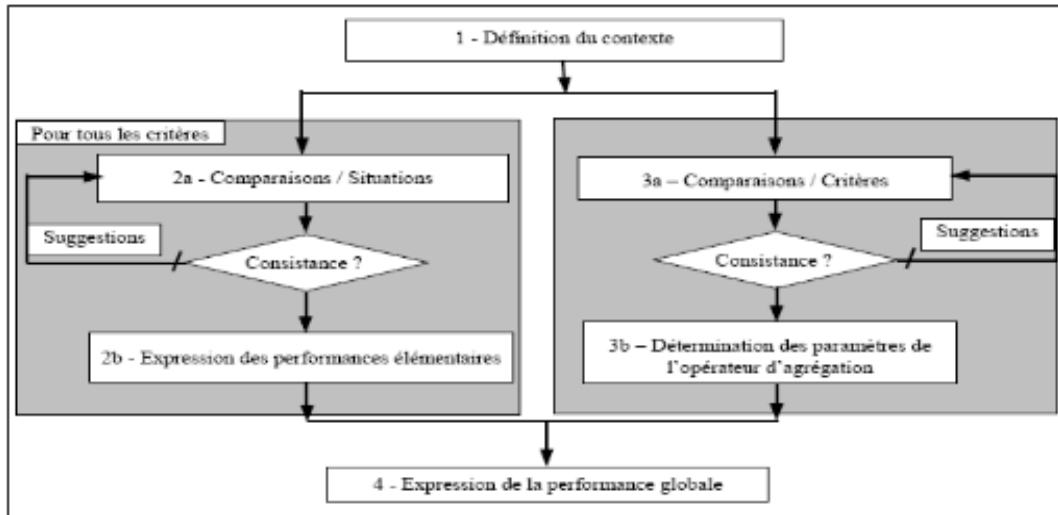 1 - Définition du contexte
Pour tous les critères
2a - Comparaisons / Situations
Suggestions
Consistance ?
2b - Expression des performances élémentaires
3a – Comparaisons / Critères
Suggestions
Consistance ?
3b – Détermination des paramètres de
l'opérateur d'agrégation
4 - Expression de la performance globale